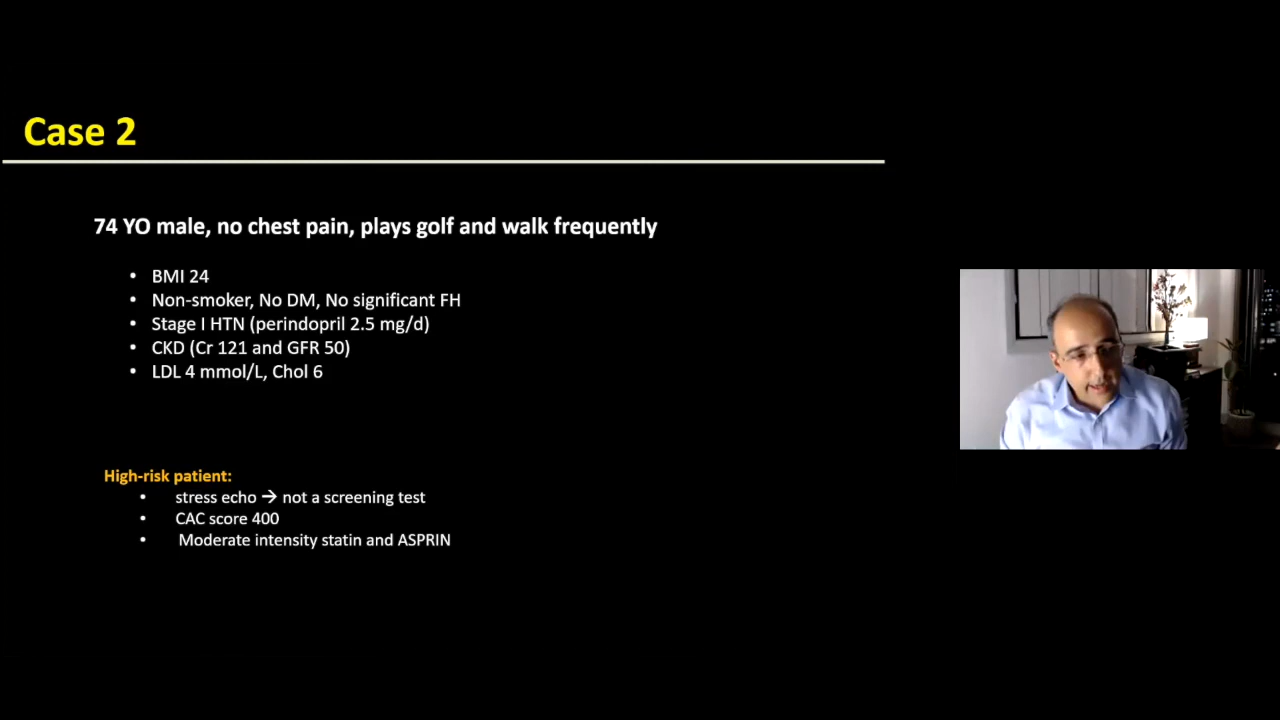 Case 2
74 YO male, no chest pain, plays golf and walk frequently
• BMI 24
• Non-smoker, No DM, No significant FH
• Stage I HTN (perindopril 2.5 mg/d)
• CKD (Cr 121 and GFR 50)
• LDL 4 mmol/L, Chol 6
High-risk patient:
• stress echo → not a screening test
• CAC score 400
• Moderate intensity statin and ASPRIN